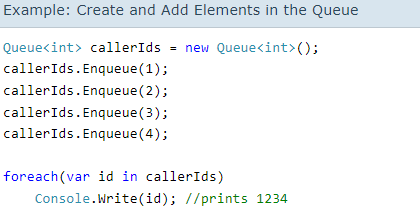 Example: Create and Add Elements in the Queue
Queue<int> callerIds = new Queue<int>();
callerIds.Enqueue(1);
callerIds.Enqueue(2);
callerIds.Enqueue(3);
callerIds.Enqueue(4);
foreach(var id in callerIds)
    Console.Write(id); //prints 1234